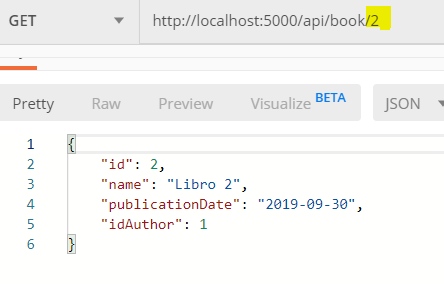 GET http://localhost:5000/api/book/2
Pretty Raw Preview Visualize BETA JSON
1 {
2 "id": 2,
3 "name": "Libro 2",
4 "publicationDate": "2019-09-30",
5 "idAuthor": 1
6 }